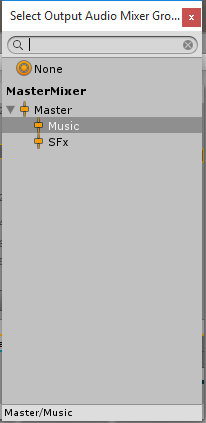 Select Output Audio Mixer Gro...
None
MasterMixer
Master
Music
SFx
Master/Music